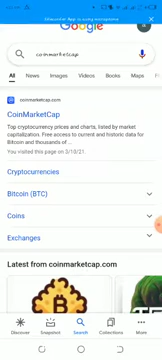 Google
coinmarketcap
All News Images Videos Books Maps
coinmarketcap.com
CoinMarketCap
Top cryptocurrency prices and charts, listed by market
capitalization. Free access to current and historic data for
Bitcoin and thousands of ...
You visited this page on 3/10/21.
Cryptocurrencies
Bitcoin (BTC)
Coins
Exchanges
Latest from coinmarketcap.com
Discover Snapshot Search Collections More